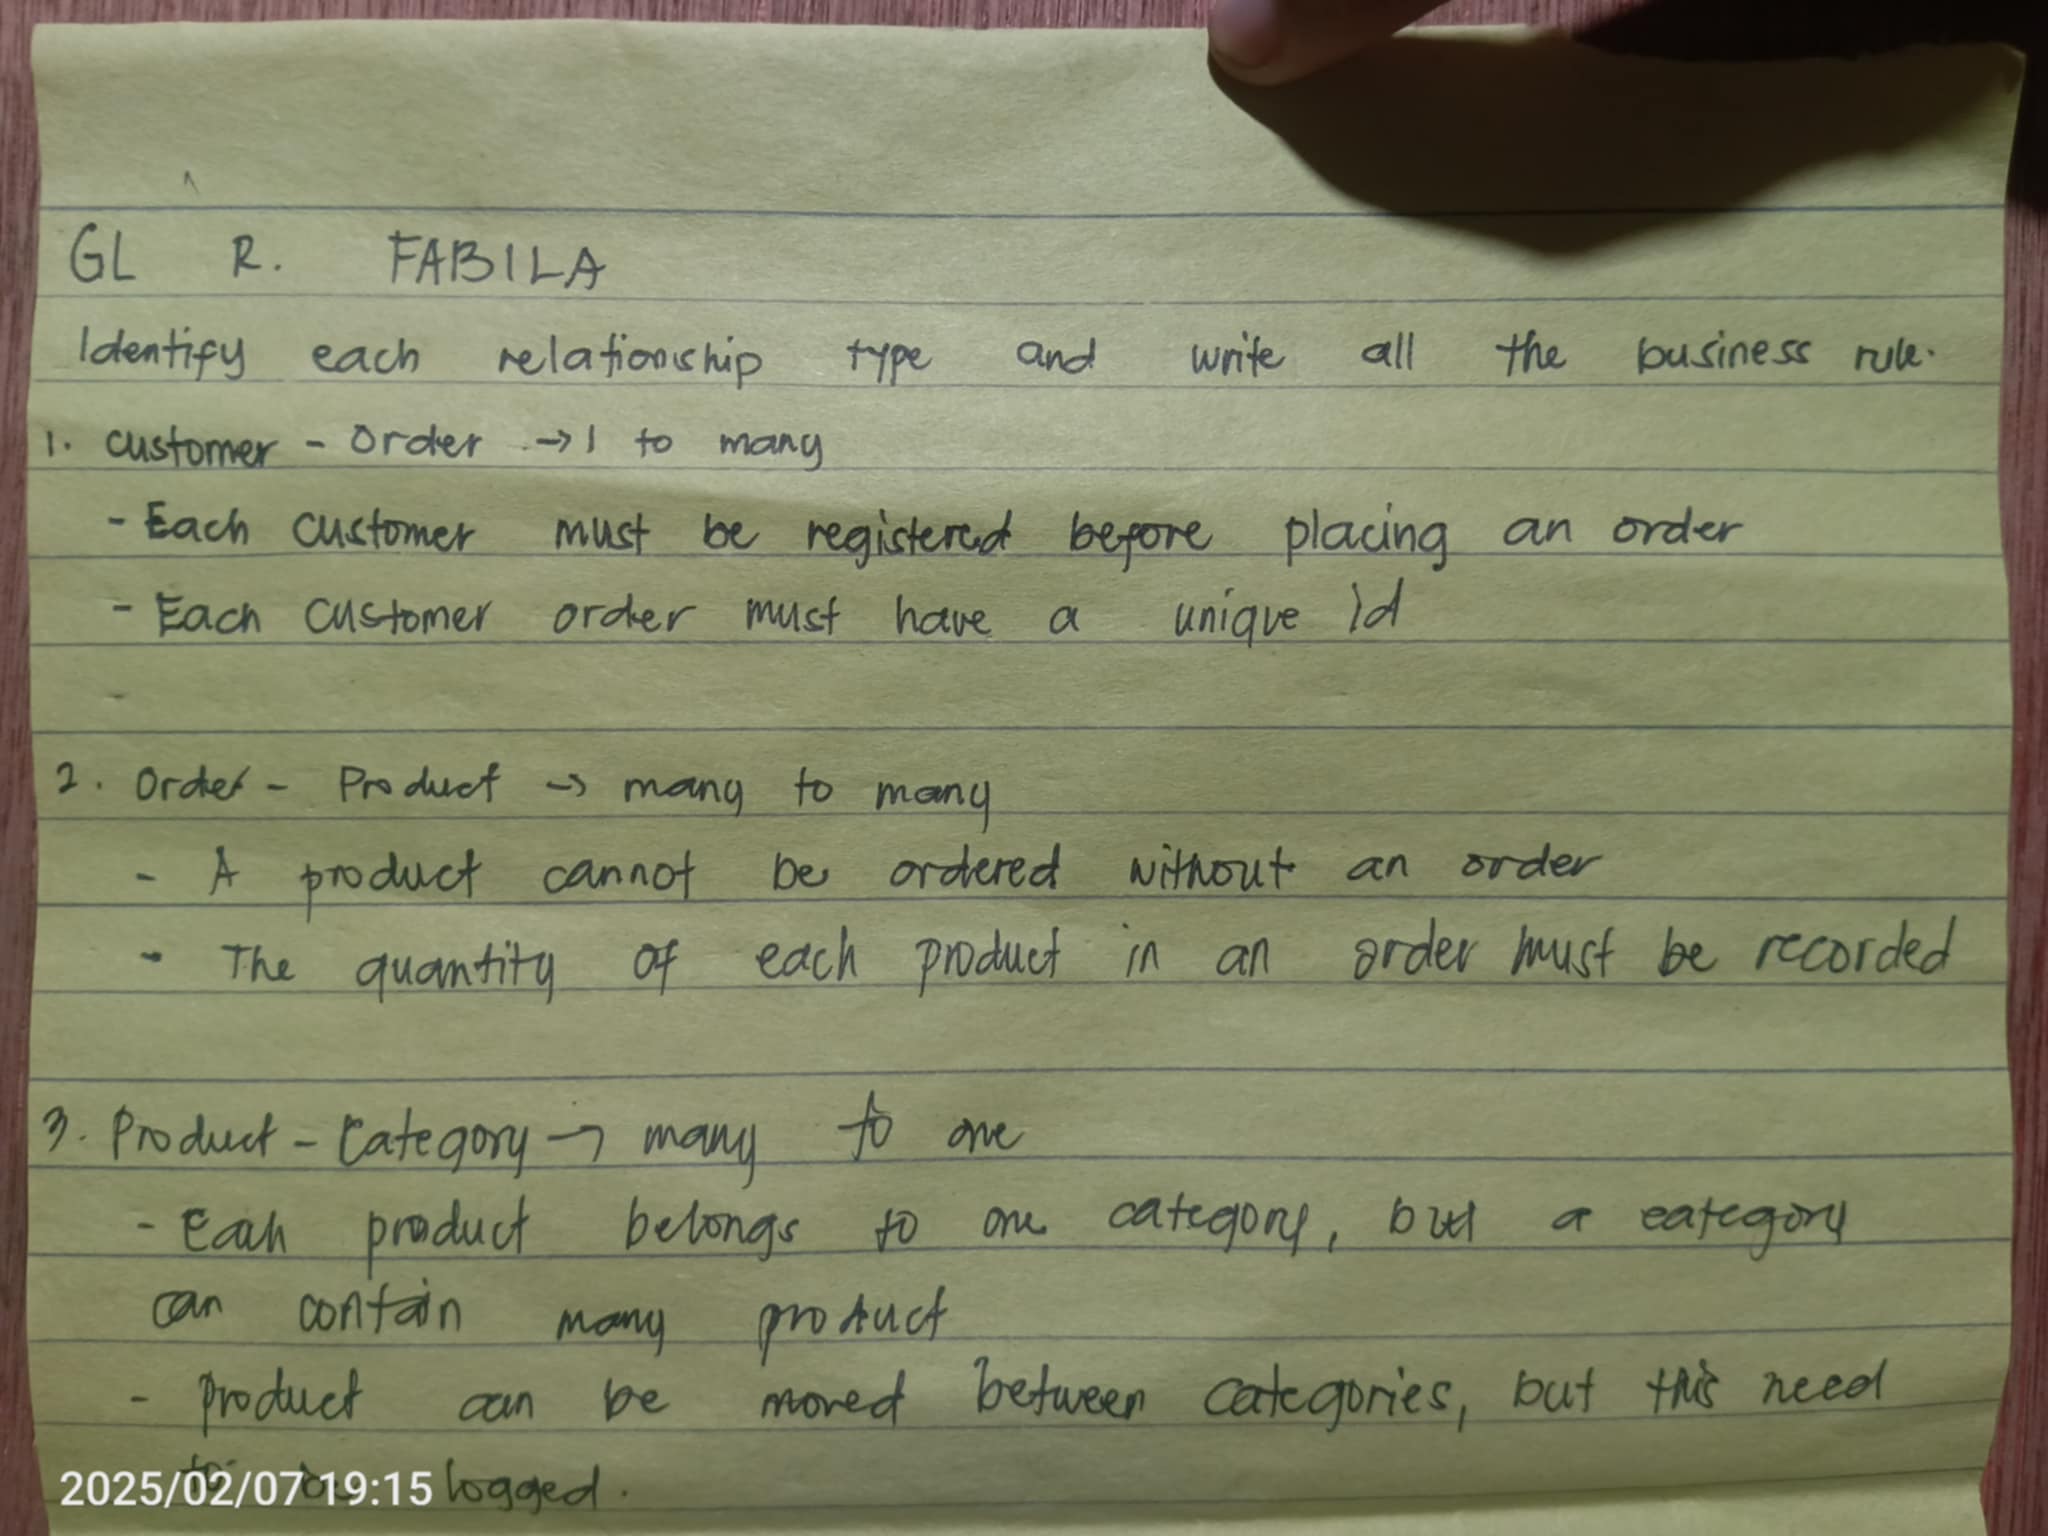 GL R. FABILA
Identify each relationship type and write all the business rule.
1. customer - Order → 1 to many
- Each customer must be registered before placing an order
- Each customer order must have a unique Id
-
2. Order - Product → many to many
- A product cannot be ordered without an order
- The quantity of each product in an order must be recorded
3. Product - Category → many to one
- Each product belongs to one category, but a category
can contain many product
- product can be moved between categories, but this need
to be logged.
2025/02/07 19:15